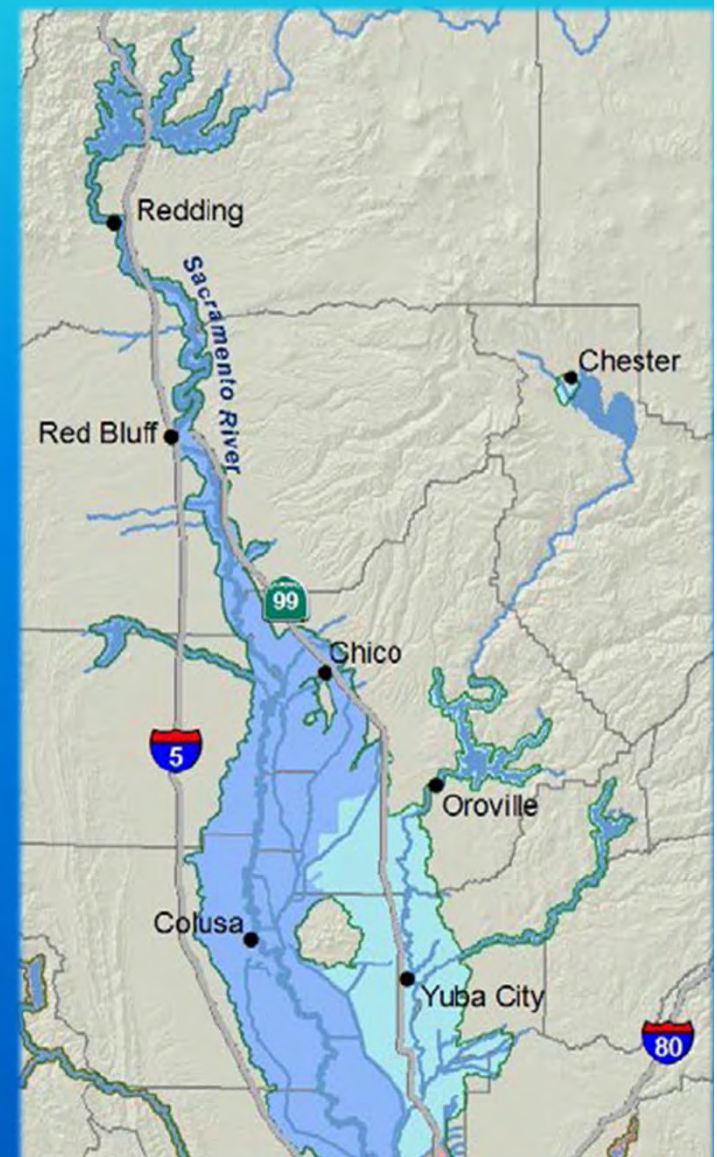 Redding
Sacramento River
Chester
Red Bluff
99
Chico
5
Oroville
Colusa
Yuba City
80